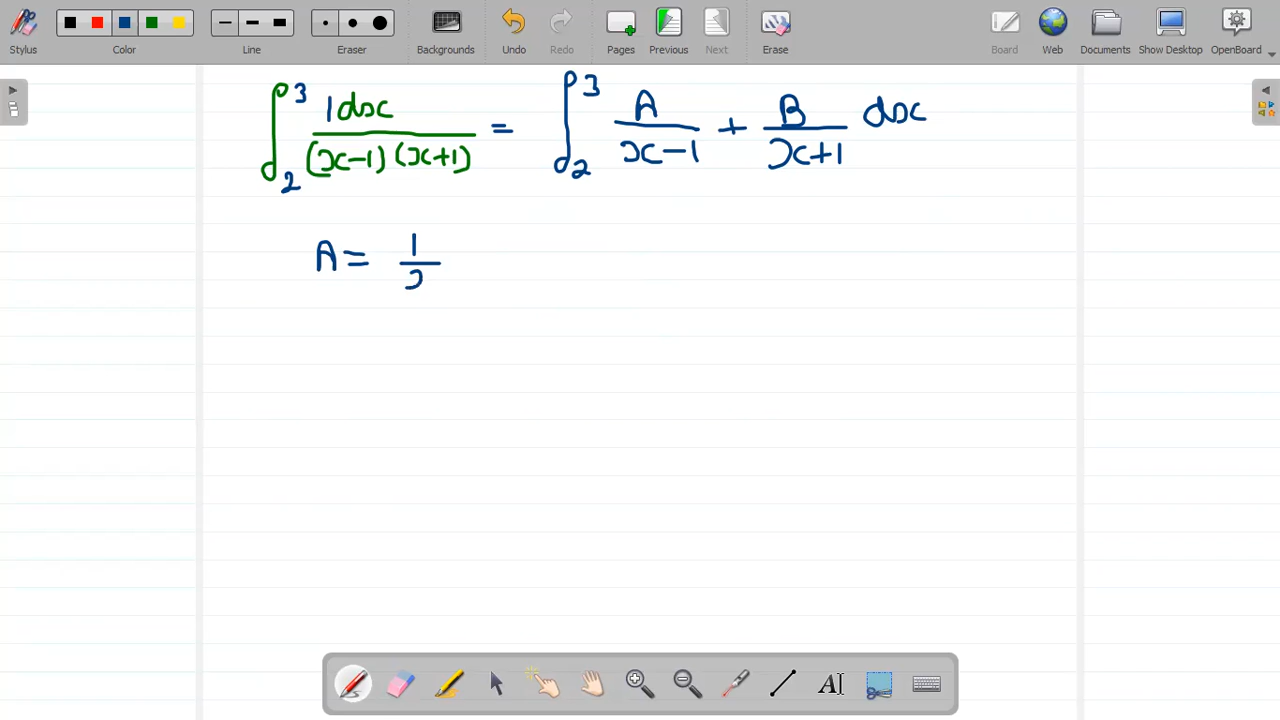 Stylus Color Line Eraser Backgrounds Undo Redo Pages Previous Next Erase Board Web Documents Show Desktop OpenBoard
∫₂³ 1dx/((x-1)(x+1)) = ∫₂³ A/(x-1) + B/(x+1) dx
A = 1/